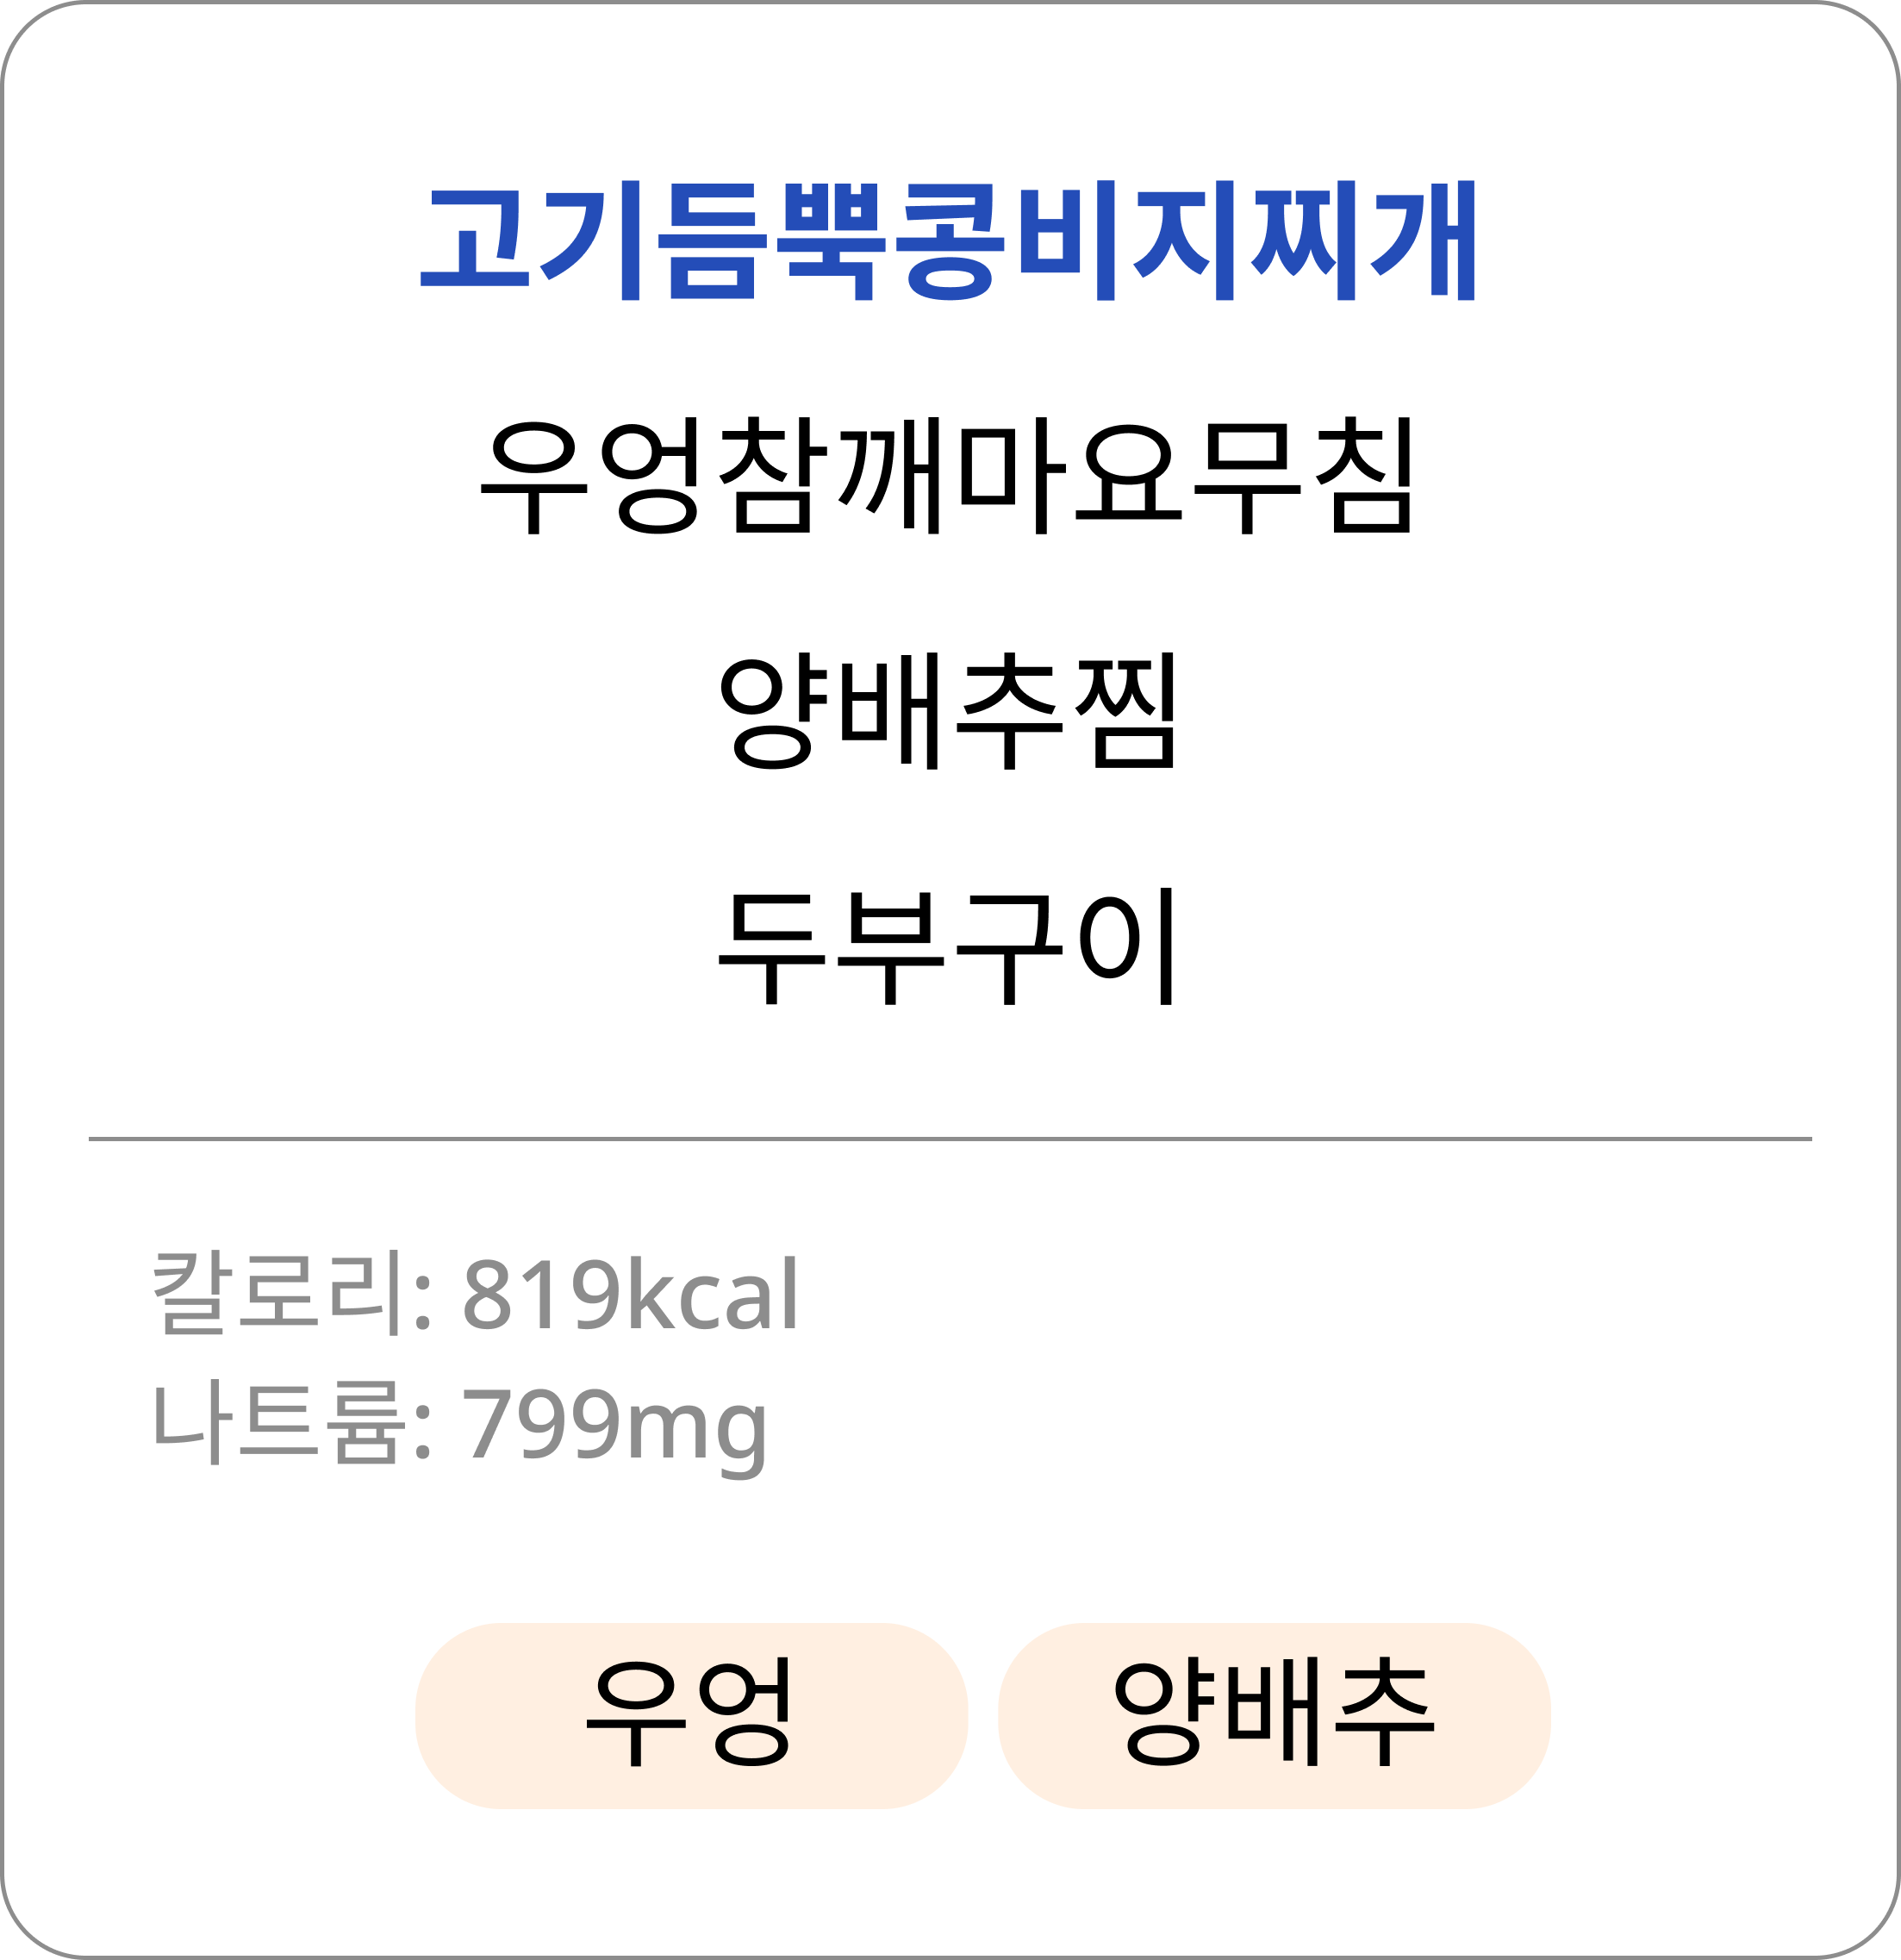 고기듬뿍콩비지찌개
우엉참깨마요무침
양배추찜
두부구이
칼로리: 819kcal
나트륨: 799mg
우엉 양배추